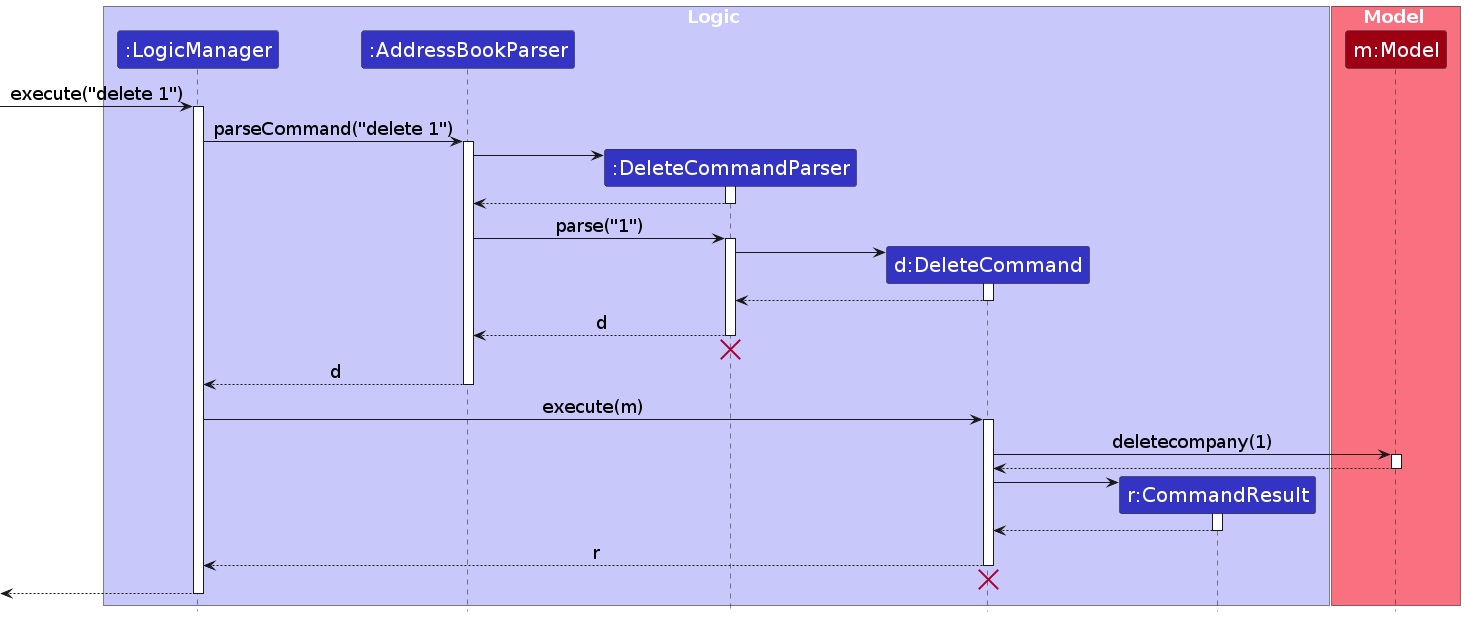 Logic
Model
:LogicManager
:AddressBookParser
m:Model
execute("delete 1")
parseCommand("delete 1")
:DeleteCommandParser
parse("1")
d:DeleteCommand
d
d
execute(m)
deletecompany(1)
r:CommandResult
r